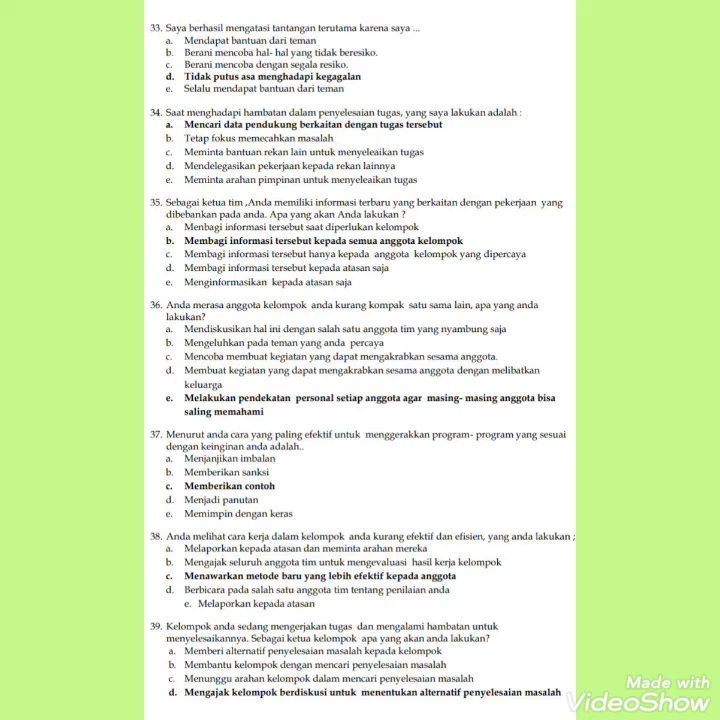 33. Saya berhasil mengatasi tantangan terutama karena saya ...
a. Mendapat bantuan dari teman
b. Berani mencoba hal- hal yang tidak beresiko.
c. Berani mencoba dengan segala resiko.
d. Tidak putus asa menghadapi kegagalan
e. Selalu mendapat bantuan dari teman
34. Saat menghadapi hambatan dalam penyelesaian tugas, yang saya lakukan adalah :
a. Mencari data pendukung berkaitan dengan tugas tersebut
b. Tetap fokus memecahkan masalah
c. Meminta bantuan rekan lain untuk menyeleaikan tugas
d. Mendelegasikan pekerjaan kepada rekan lainnya
e. Meminta arahan pimpinan untuk menyeleaikan tugas
35. Sebagai ketua tim ,Anda memiliki informasi terbaru yang berkaitan dengan pekerjaan yang
dibebankan pada anda. Apa yang akan Anda lakukan ?
a. Menbagi informasi tersebut saat diperlukan kelompok
b. Membagi informasi tersebut kepada semua anggota kelompok
c. Membagi informasi tersebut hanya kepada anggota kelompok yang dipercaya
d. Membagi informasi tersebut kepada atasan saja
e. Menginformasikan kepada atasan saja
36. Anda merasa anggota kelompok anda kurang kompak satu sama lain, apa yang anda
lakukan?
a. Mendiskusikan hal ini dengan salah satu anggota tim yang nyambung saja
b. Mengeluhkan pada teman yang anda percaya
c. Mencoba membuat kegiatan yang dapat mengakrabkan sesama anggota.
d. Membuat kegiatan yang dapat mengakrabkan sesama anggota dengan melibatkan
keluarga
e. Melakukan pendekatan personal setiap anggota agar masing- masing anggota bisa
saling memahami
37. Menurut anda cara yang paling efektif untuk menggerakkan program- program yang sesuai
dengan keinginan anda adalah..
a. Menjanjikan imbalan
b. Memberikan sanksi
c. Memberikan contoh
d. Menjadi panutan
e. Memimpin dengan keras
38. Anda melihat cara kerja dalam kelompok anda kurang efektif dan efisien, yang anda lakukan ;
a. Melaporkan kepada atasan dan meminta arahan mereka
b. Mengajak seluruh anggota tim untuk mengevaluasi hasil kerja kelompok
c. Menawarkan metode baru yang lebih efektif kepada anggota
d. Berbicara pada salah satu anggota tim tentang penilaian anda
e. Melaporkan kepada atasan
39. Kelompok anda sedang mengerjakan tugas dan mengalami hambatan untuk
menyelesaikannya. Sebagai ketua kelompok apa yang akan anda lakukan?
a. Memberi alternatif penyelesaian masalah kepada kelompok
b. Membantu kelompok dengan mencari penyelesaian masalah
c. Menunggu arahan kelompok dalam mencari penyelesaian masalah
d. Mengajak kelompok berdiskusi untuk menentukan alternatif penyelesaian masalah
Made with
VideoShow